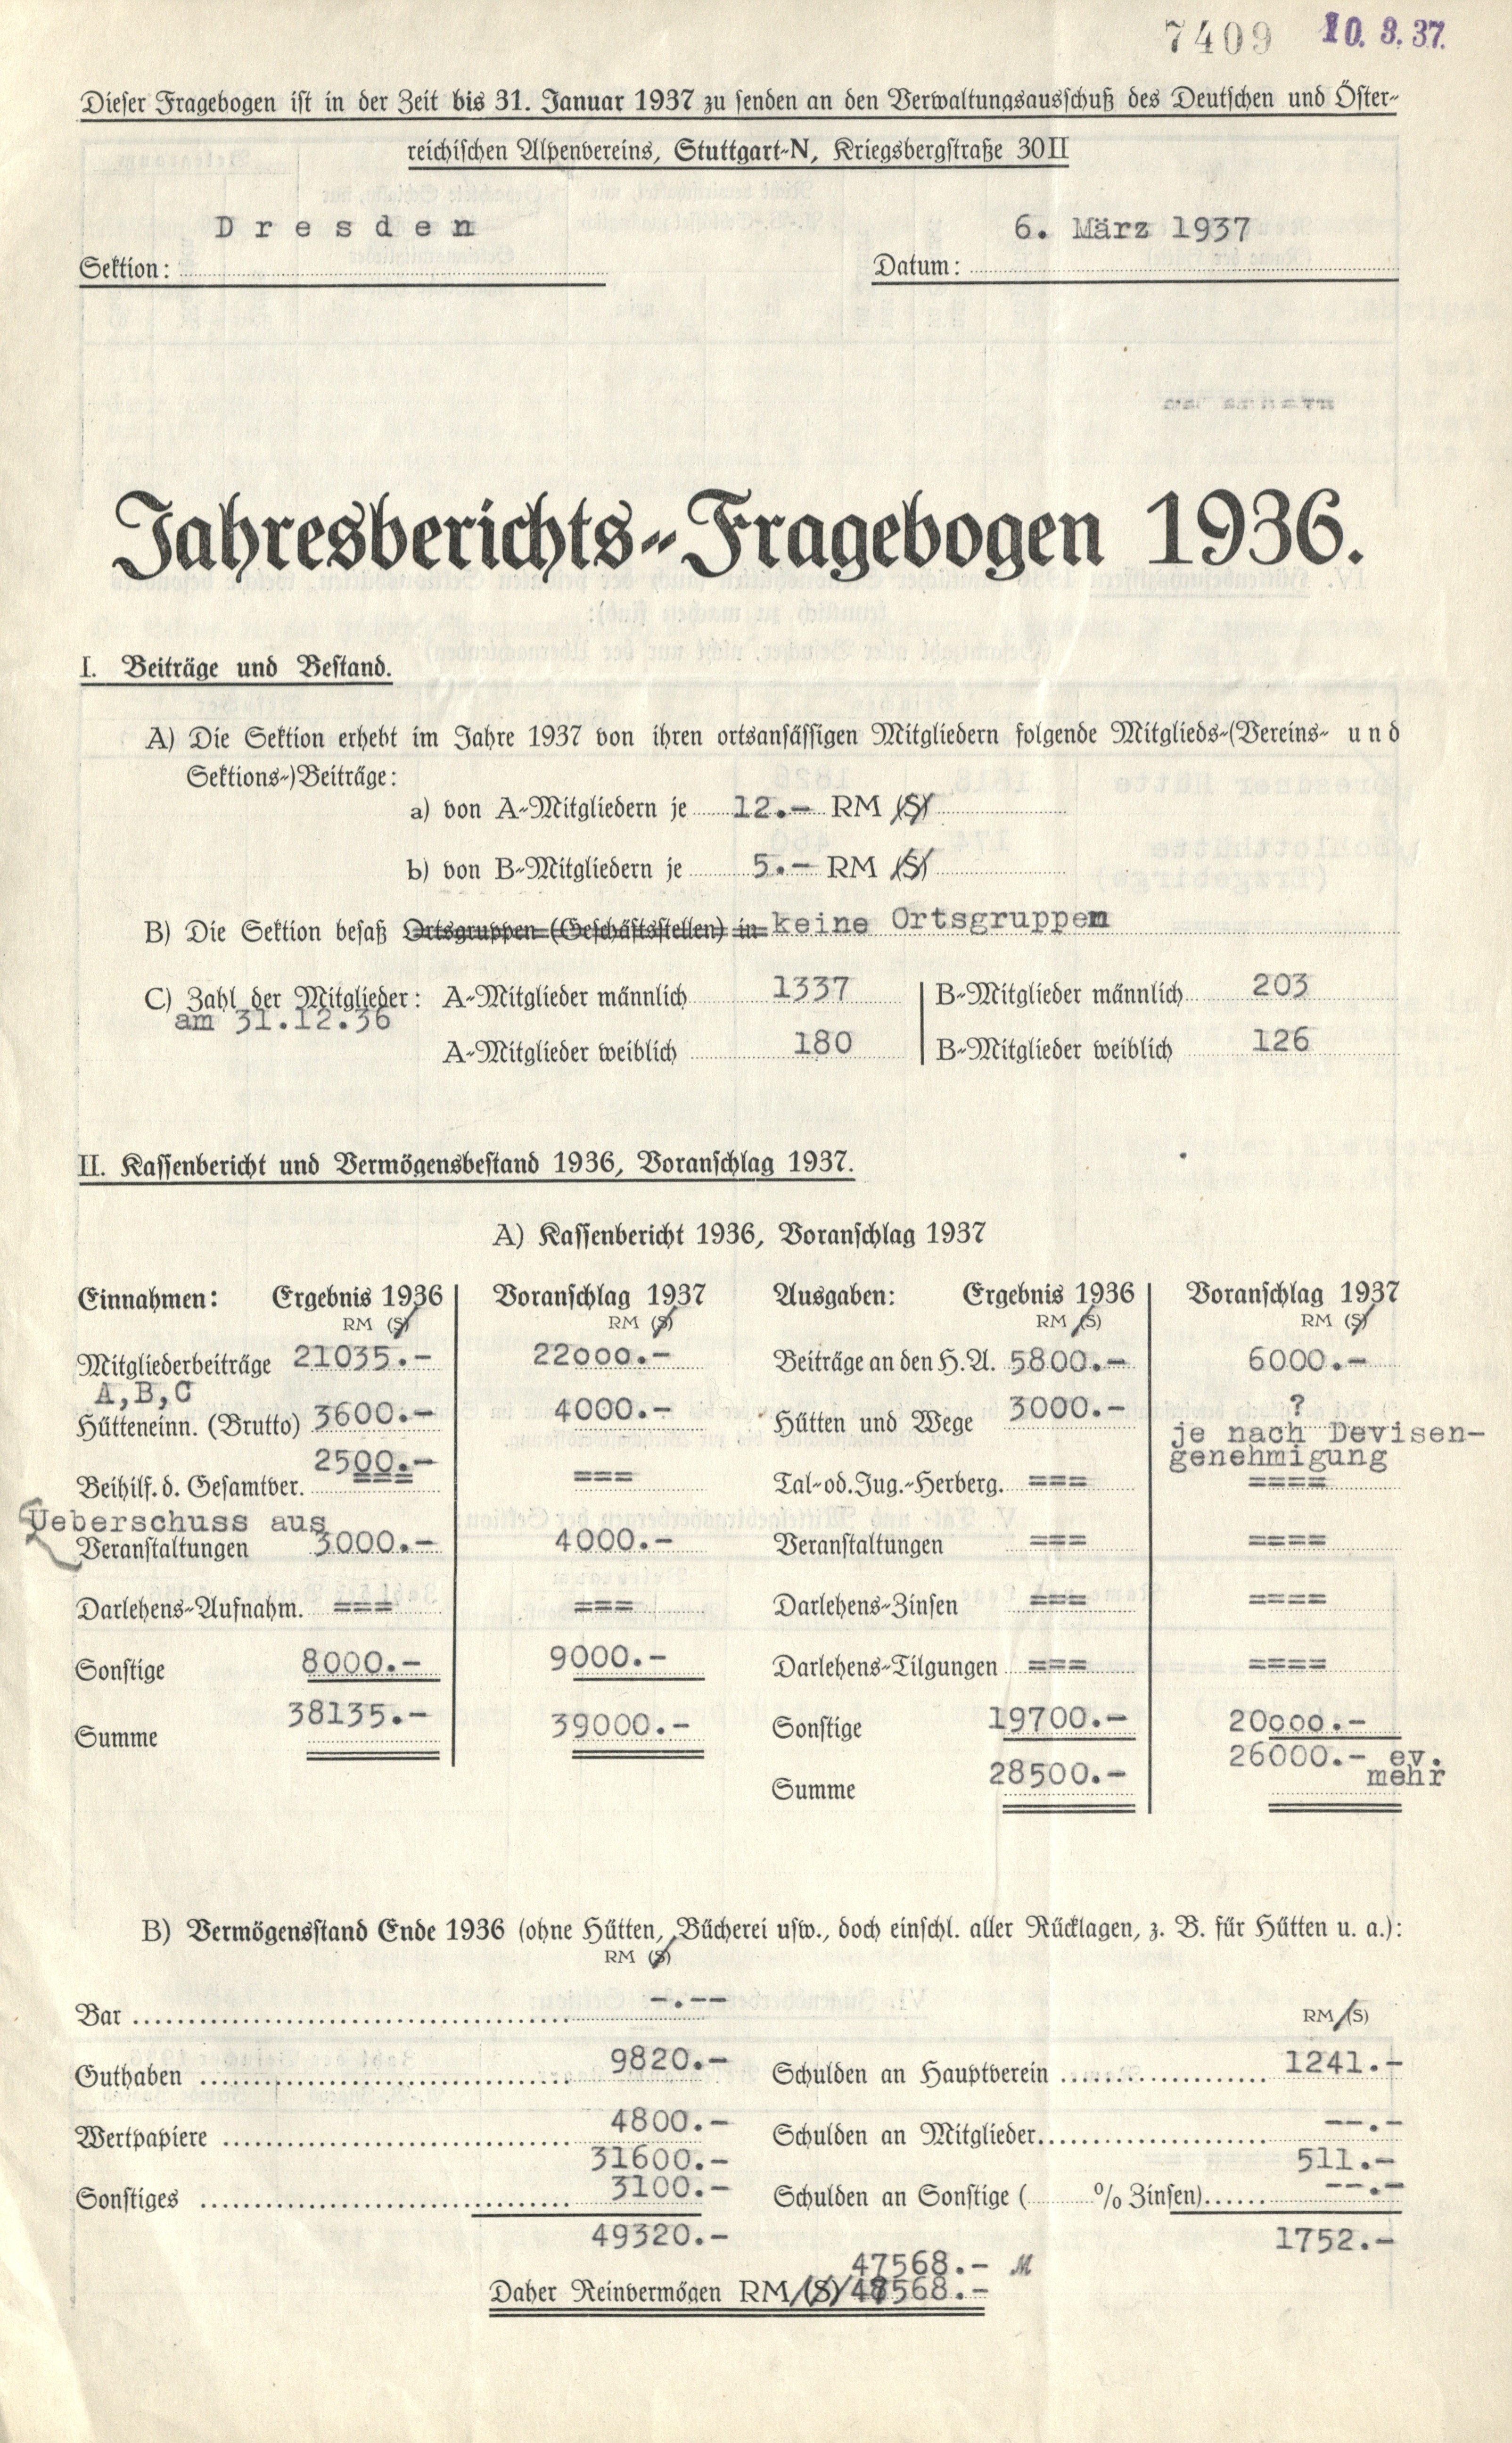 7409 10. 3. 37.
Dieser Fragebogen ist in der Zeit bis 31. Januar 1937 zu senden an den Verwaltungsausschuß des Deutschen und Öster-
reichischen Alpenvereins, Stuttgart-N, Kriegsbergstraße 30 II
Dresden 6. März 1937
Sektion: Datum:
Jahresberichts-Fragebogen 1936.
I. Beiträge und Bestand.
A) Die Sektion erhebt im Jahre 1937 von ihren ortsansässigen Mitgliedern folgende Mitglieds-(Vereins- und
Sektions-)Beiträge:
a) von A-Mitgliedern je 12.- RM (S)
b) von B-Mitgliedern je 5.- RM (S)
B) Die Sektion besaß Ortsgruppen (Geschäftsstellen) in keine Ortsgruppen
C) Zahl der Mitglieder: A-Mitglieder männlich 1337 B-Mitglieder männlich 203
am 31.12.36
A-Mitglieder weiblich 180 B-Mitglieder weiblich 126
II. Kassenbericht und Vermögensbestand 1936, Voranschlag 1937.
A) Kassenbericht 1936, Voranschlag 1937
Einnahmen: Ergebnis 1936 Voranschlag 1937 Ausgaben: Ergebnis 1936 Voranschlag 1937
RM (S) RM (S) RM (S) RM (S)
Mitgliederbeiträge 21035.- 22000.- Beiträge an den H.A. 5800.- 6000.-
A,B,C
Hütteneinn. (Brutto) 3600.- 4000.- Hütten und Wege 3000.- ?
je nach Devisen-
genehmigung
2500.-
Beihilf. d. Gesamtver. === === Tal- od. Jug.-Herberg. === ====
Ueberschuss aus
Veranstaltungen 3000.- 4000.- Veranstaltungen === ====
Darlehens-Aufnahm. === === Darlehens-Zinsen === ====
Sonstige 8000.- 9000.- Darlehens-Tilgungen === ====
Summe 38135.- 39000.- Sonstige 19700.- 20000.-
Summe 28500.- 26000.- ev.
mehr
B) Vermögensstand Ende 1936 (ohne Hütten, Bücherei usw., doch einschl. aller Rücklagen, z. B. für Hütten u. a.):
RM (S)
Bar -.-- RM (S)
Guthaben 9820.- Schulden an Hauptverein 1241.-
Wertpapiere 4800.- Schulden an Mitglieder --.-
31600.- 511.-
Sonstiges 3100.- Schulden an Sonstige ( % Zinsen) --.-
49320.- 1752.-
47568.- M
Daher Reinvermögen RM (S) 47568.-